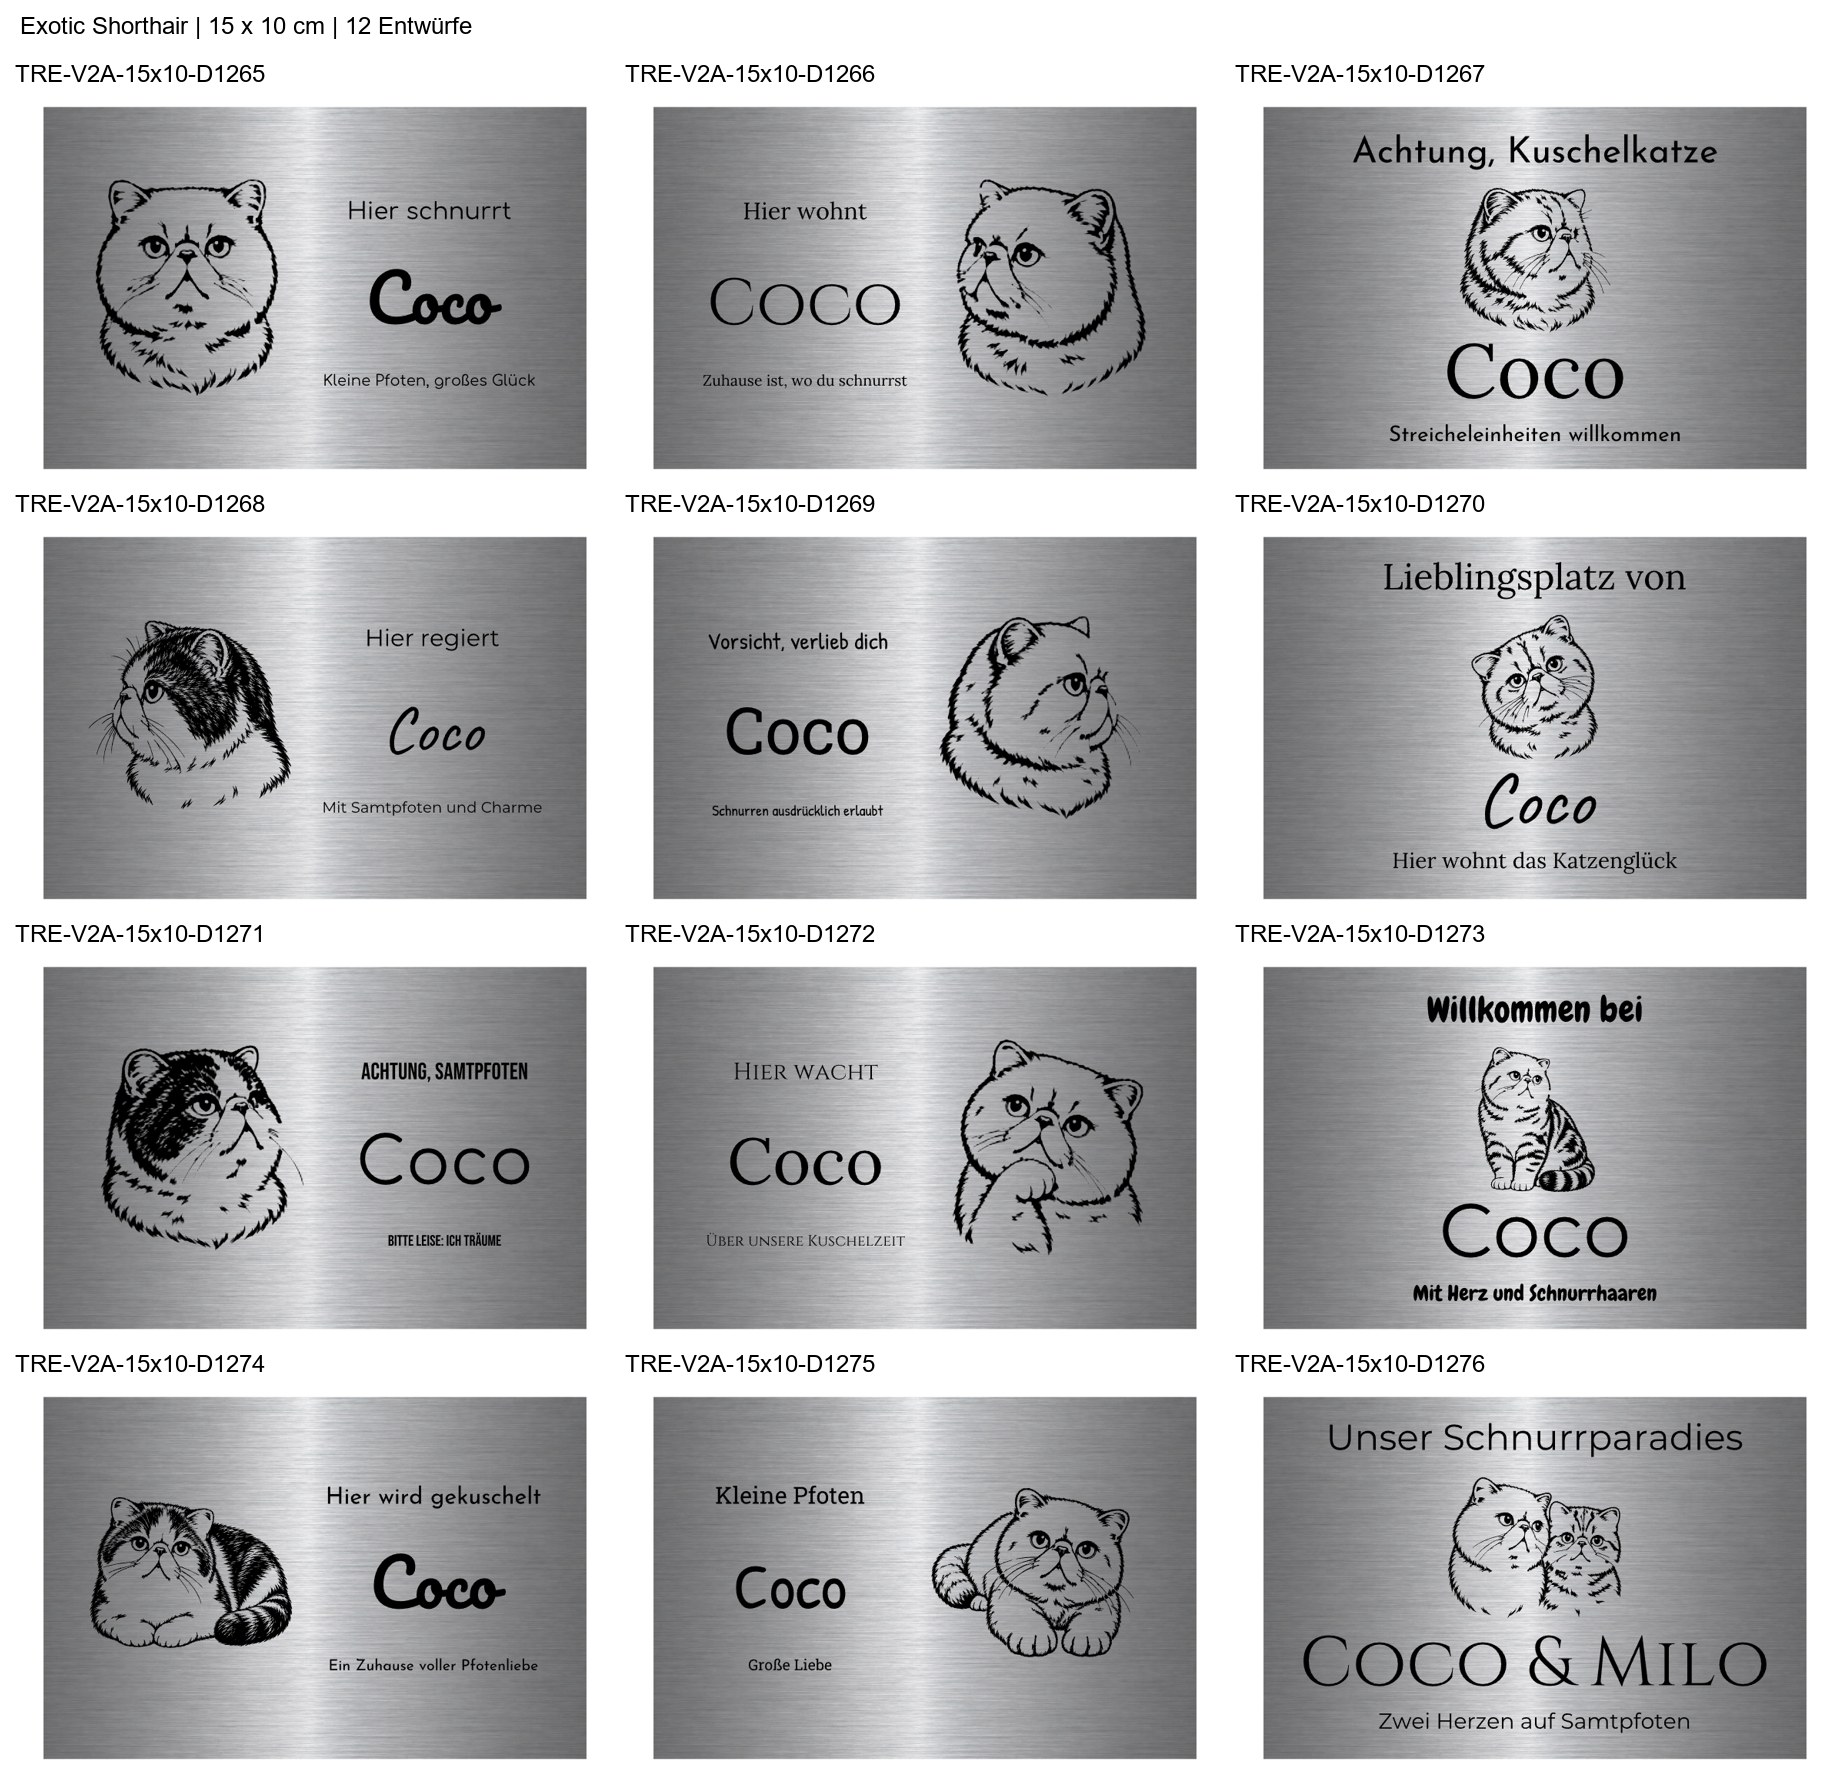 Exotic Shorthair | 15 x 10 cm | 12 Entwürfe
TRE-V2A-15x10-D1265
Hier schnurrt
Coco
Kleine Pfoten, großes Glück
TRE-V2A-15x10-D1266
Hier wohnt
Coco
Zuhause ist, wo du schnurrst
TRE-V2A-15x10-D1267
Achtung, Kuschelkatze
Coco
Streicheleinheiten willkommen
TRE-V2A-15x10-D1268
Hier regiert
Coco
Mit Samtpfoten und Charme
TRE-V2A-15x10-D1269
Vorsicht, verlieb dich
Coco
Schnurren ausdrücklich erlaubt
TRE-V2A-15x10-D1270
Lieblingsplatz von
Coco
Hier wohnt das Katzenglück
TRE-V2A-15x10-D1271
ACHTUNG, SAMTPFOTEN
Coco
BITTE LEISE: ICH TRÄUME
TRE-V2A-15x10-D1272
Hier wacht
Coco
Über unsere Kuschelzeit
TRE-V2A-15x10-D1273
Willkommen bei
Coco
Mit Herz und Schnurrhaaren
TRE-V2A-15x10-D1274
Hier wird gekuschelt
Coco
Ein Zuhause voller Pfotenliebe
TRE-V2A-15x10-D1275
Kleine Pfoten
Coco
Große Liebe
TRE-V2A-15x10-D1276
Unser Schnurrparadies
Coco & Milo
Zwei Herzen auf Samtpfoten